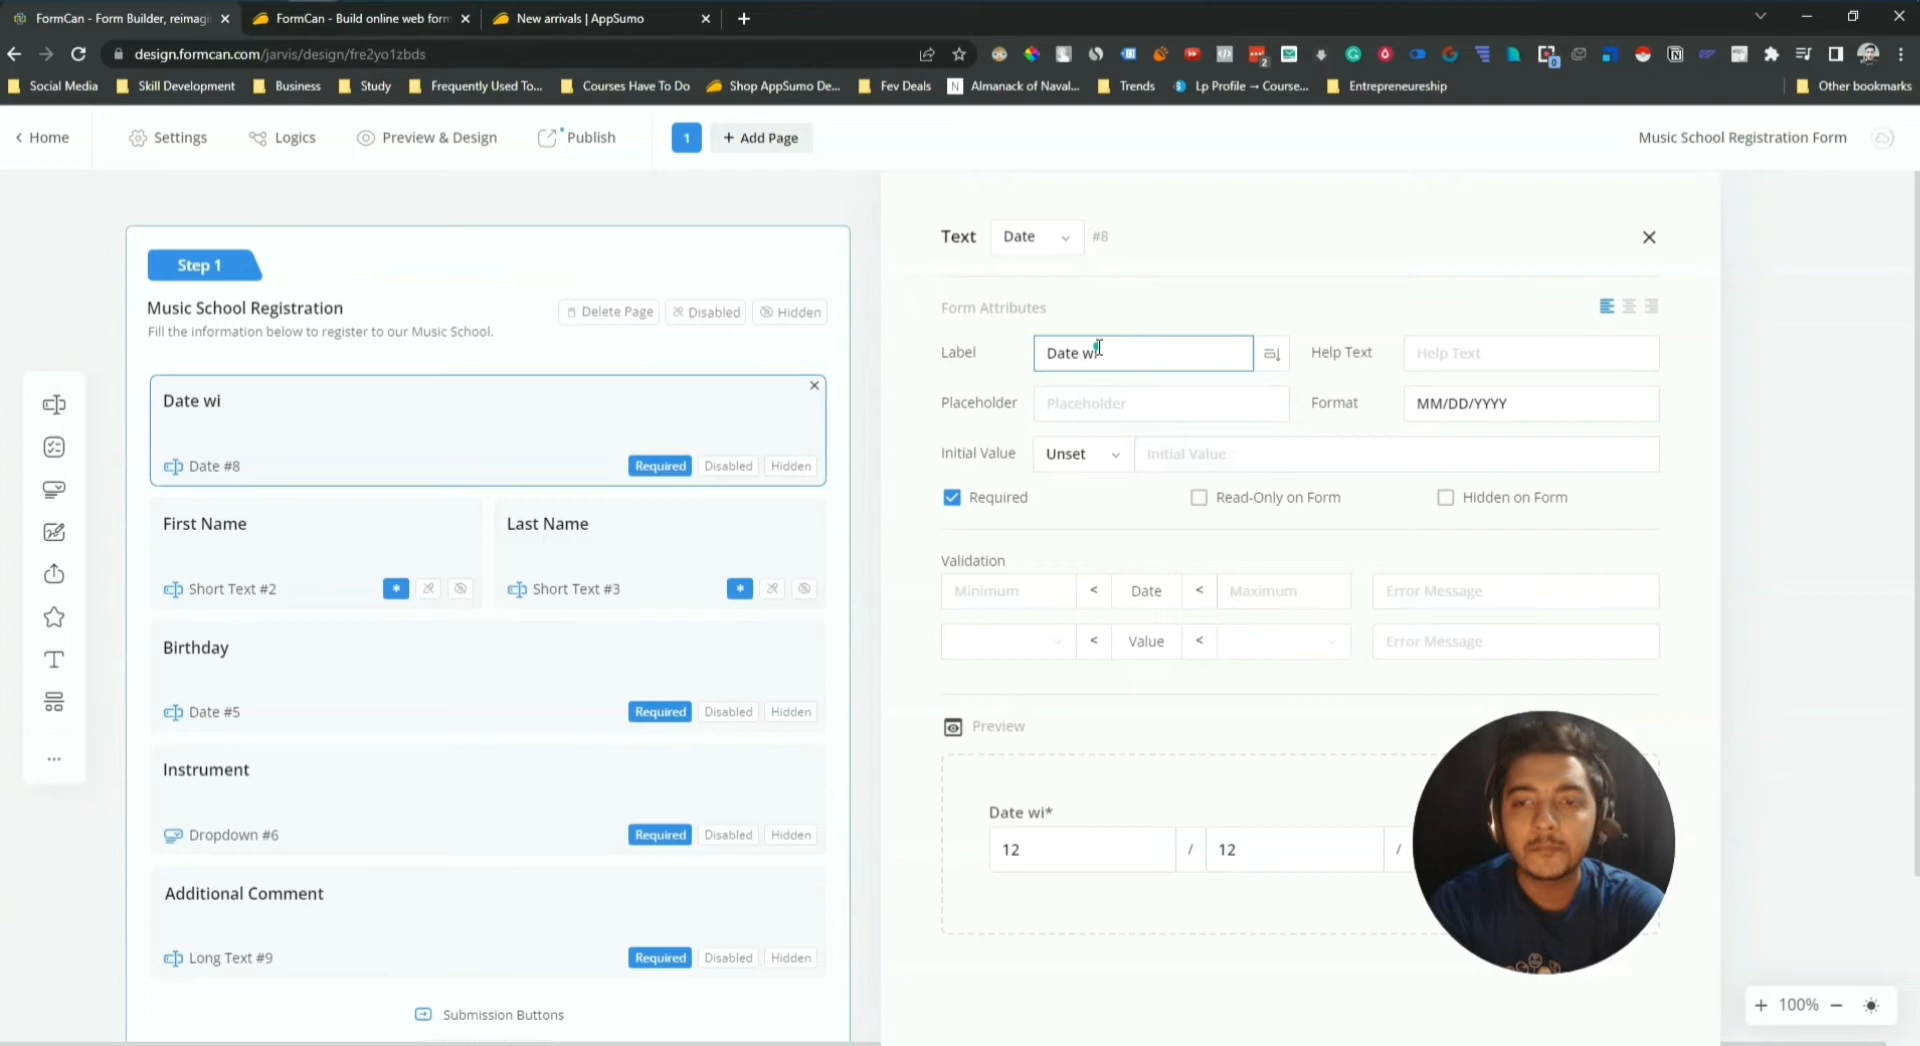 FormCan - Form Builder, reimagi
FormCan - Build online web form
New arrivals | AppSumo
design.formcan.com/jarvis/design/fre2yo1zbds
Social Media
Skill Development
Business
Study
Frequently Used To...
Courses Have To Do
Shop AppSumo De...
Fev Deals
Almanack of Naval...
Trends
Lp Profile → Course...
Entrepreneureship
Other bookmarks
Home
Settings
Logics
Preview & Design
Publish
1
+ Add Page
Music School Registration Form
Step 1
Music School Registration
Delete Page
Disabled
Hidden
Fill the information below to register to our Music School.
Date wi
Date #8
Required
Disabled
Hidden
First Name
Short Text #2
*
Last Name
Short Text #3
*
Birthday
Date #5
Required
Disabled
Hidden
Instrument
Dropdown #6
Required
Disabled
Hidden
Additional Comment
Long Text #9
Required
Disabled
Hidden
Submission Buttons
Text
Date
#8
Form Attributes
Label
Date wi
Help Text
Help Text
Placeholder
Placeholder
Format
MM/DD/YYYY
Initial Value
Unset
Initial Value
Required
Read-Only on Form
Hidden on Form
Validation
Minimum
<
Date
<
Maximum
Error Message
<
Value
<
Error Message
Preview
Date wi*
12
/
12
/
+ 100% −